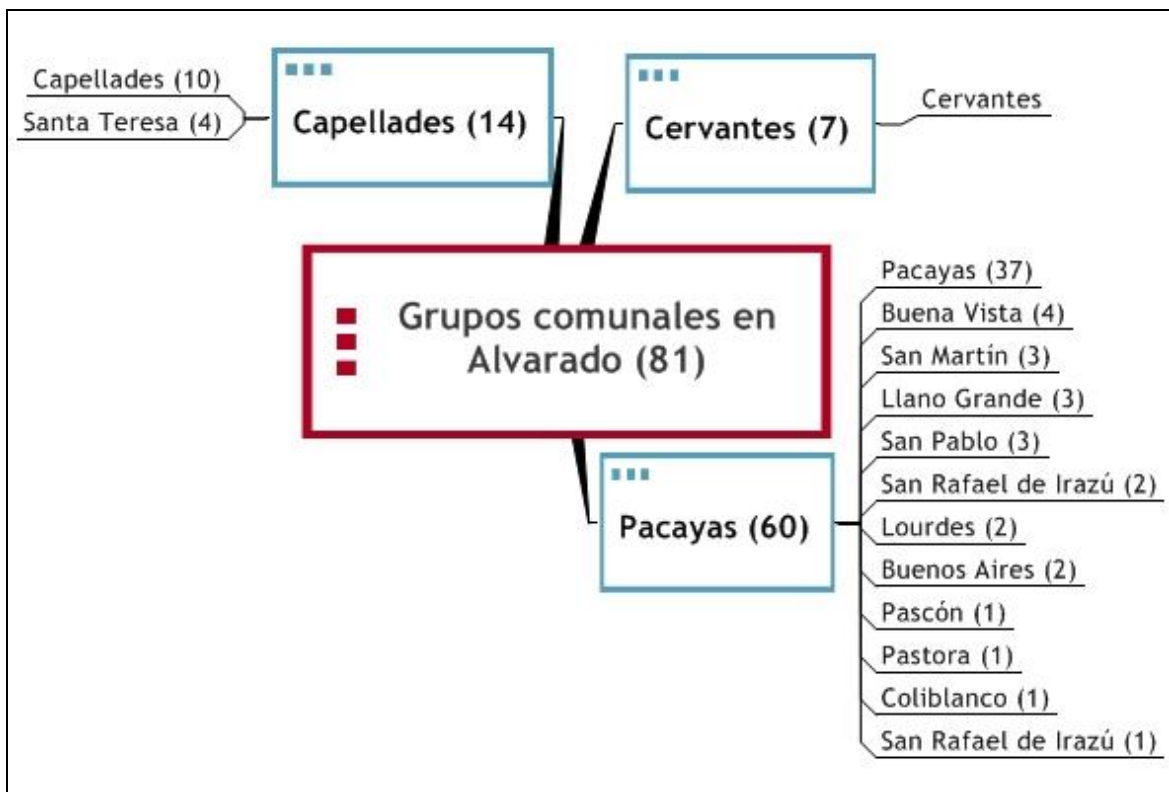 Capellades (10)
Santa Teresa (4)
Capellades (14)
Cervantes (7)
Cervantes
Grupos comunales en
Alvarado (81)
Pacayas (60)
Pacayas (37)
Buena Vista (4)
San Martín (3)
Llano Grande (3)
San Pablo (3)
San Rafael de Irazú (2)
Lourdes (2)
Buenos Aires (2)
Pascón (1)
Pastora (1)
Coliblanco (1)
San Rafael de Irazú (1)